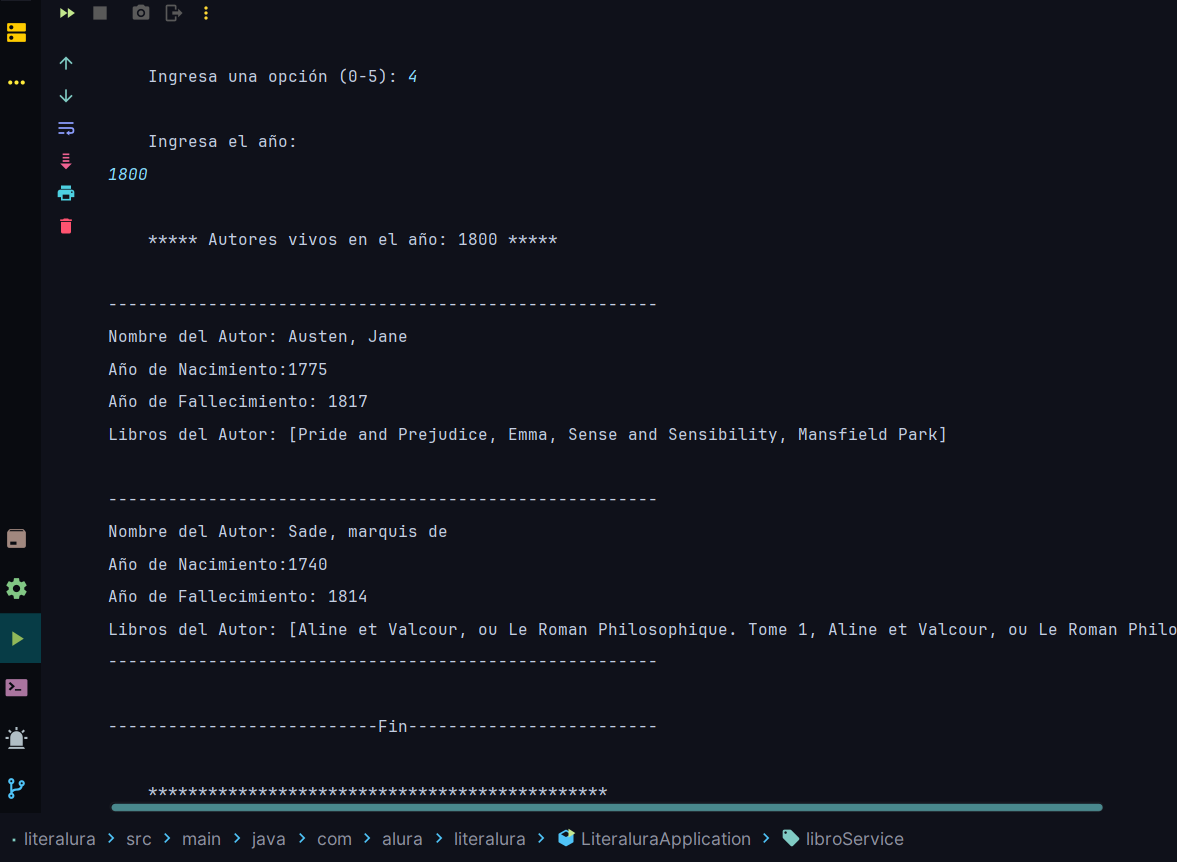 Ingresa una opción (0-5): 4
Ingresa el año:
1800
***** Autores vivos en el año: 1800 *****
-------------------------------------------------------
Nombre del Autor: Austen, Jane
Año de Nacimiento:1775
Año de Fallecimiento: 1817
Libros del Autor: [Pride and Prejudice, Emma, Sense and Sensibility, Mansfield Park]
-------------------------------------------------------
Nombre del Autor: Sade, marquis de
Año de Nacimiento:1740
Año de Fallecimiento: 1814
Libros del Autor: [Aline et Valcour, ou Le Roman Philosophique. Tome 1, Aline et Valcour, ou Le Roman Philo
-------------------------------------------------------
---------------------------Fin-------------------------
**********************************************
literalura > src > main > java > com > alura > literalura > LiteraluraApplication > libroService